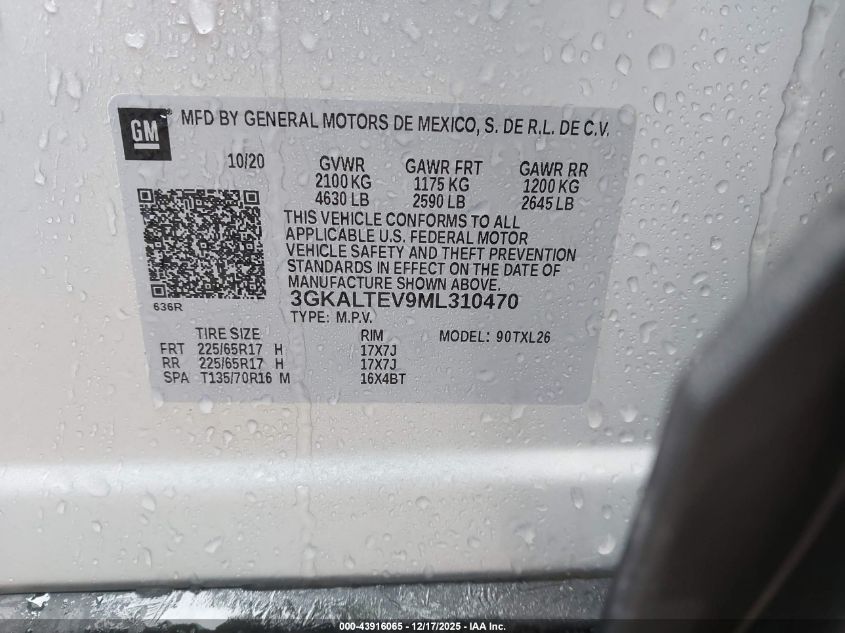 GM
MFD BY GENERAL MOTORS DE MEXICO, S. DE R.L. DE C.V.
10/20 GVWR GAWR FRT GAWR RR
2100 KG 1175 KG 1200 KG
4630 LB 2590 LB 2645 LB
THIS VEHICLE CONFORMS TO ALL
APPLICABLE U.S. FEDERAL MOTOR
VEHICLE SAFETY AND THEFT PREVENTION
STANDARDS IN EFFECT ON THE DATE OF
MANUFACTURE SHOWN ABOVE.
636R
3GKALTEV9ML310470
TYPE: M.P.V.
TIRE SIZE RIM MODEL: 90TXL26
FRT 225/65R17 H 17X7J
RR 225/65R17 H 17X7J
SPA T135/70R16 M 16X4BT
000-43916065 - 12/17/2025 - IAA Inc.